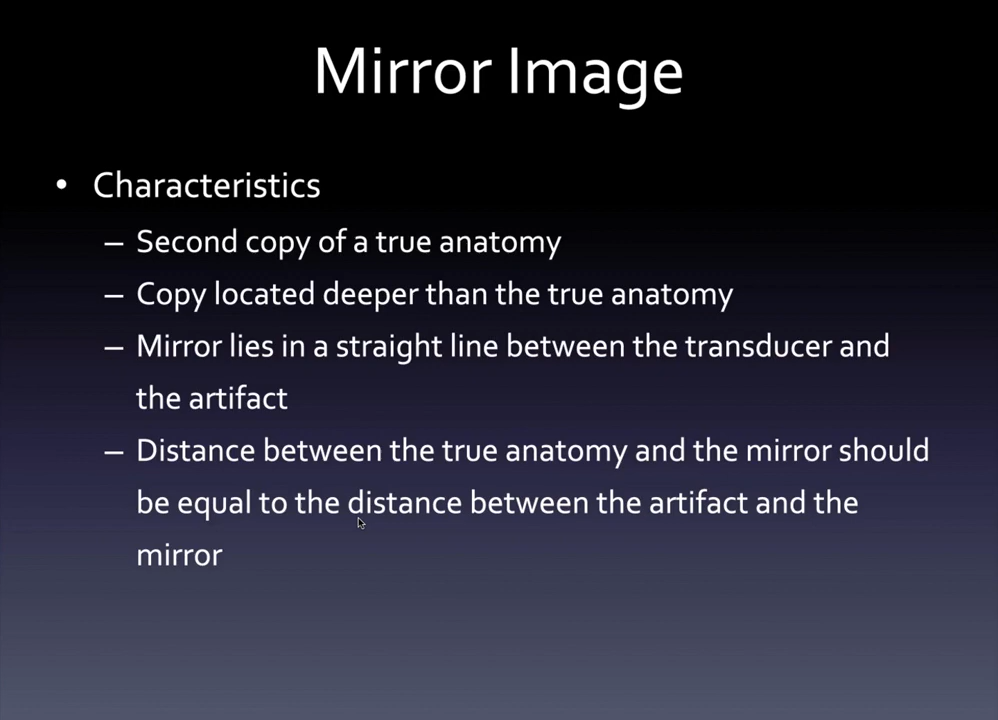 Mirror Image
• Characteristics
– Second copy of a true anatomy
– Copy located deeper than the true anatomy
– Mirror lies in a straight line between the transducer and
the artifact
– Distance between the true anatomy and the mirror should
be equal to the distance between the artifact and the
mirror